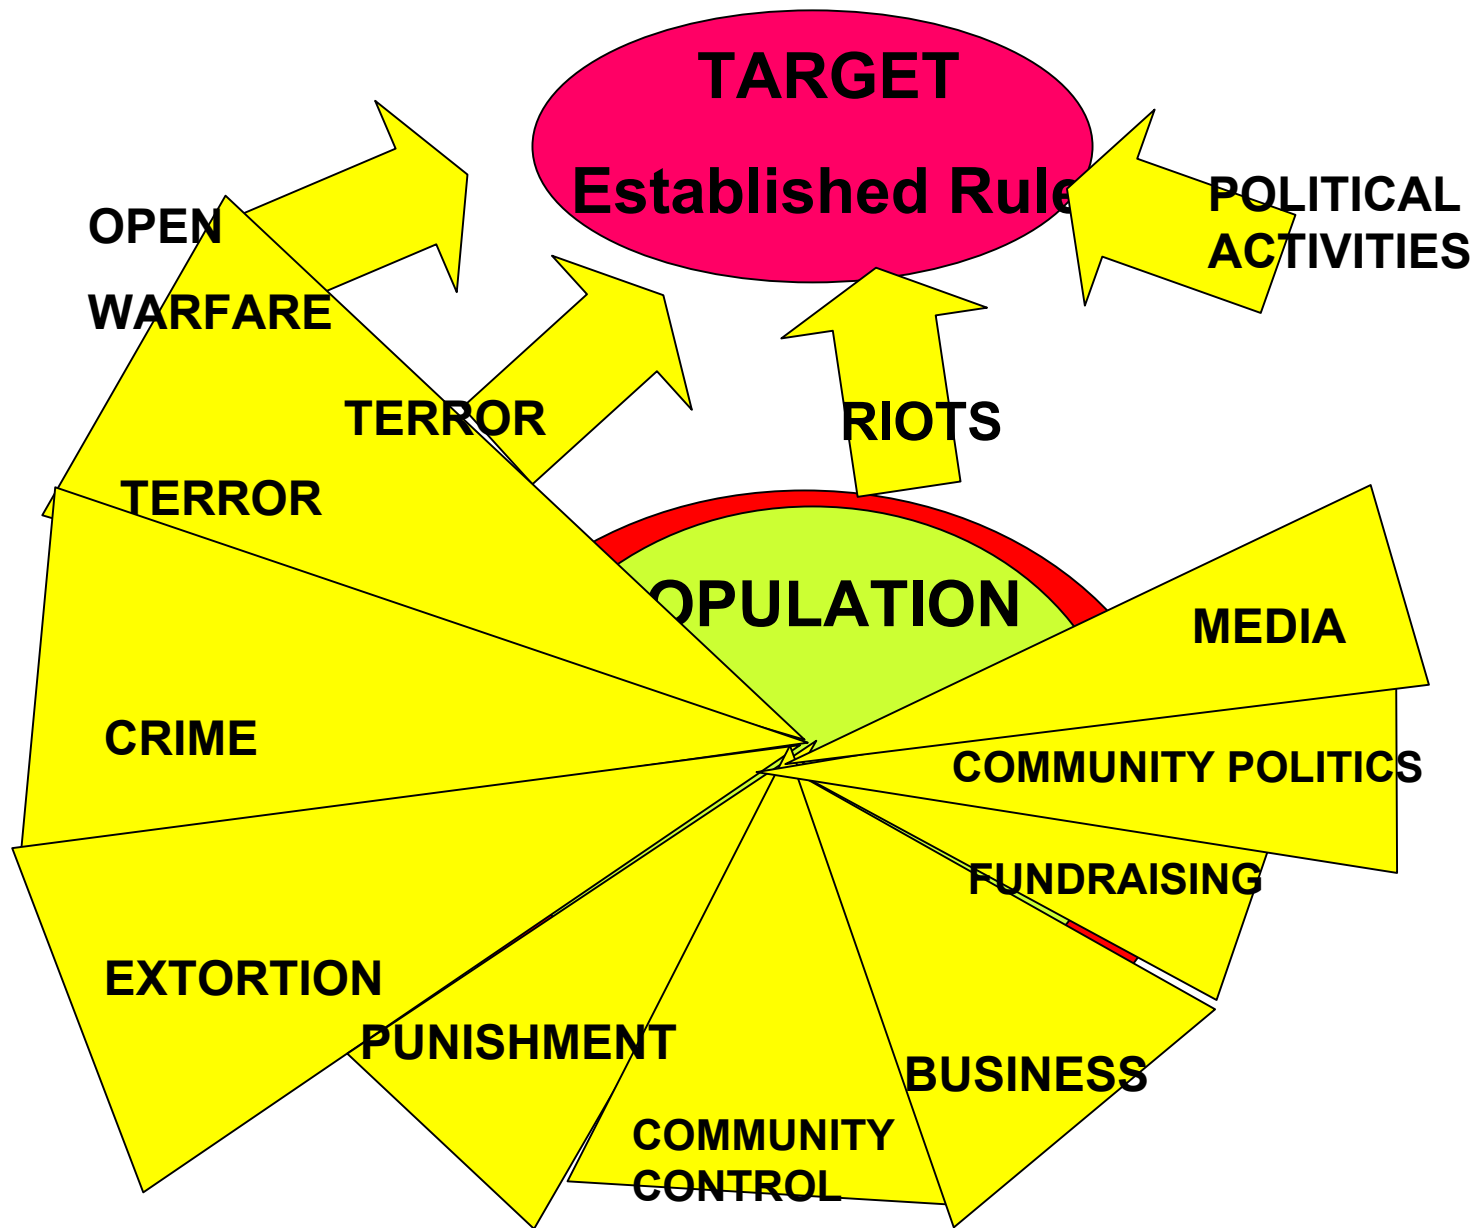 TARGET
Established Rule
OPEN
WARFARE
POLITICAL
ACTIVITIES
TERROR
RIOTS
TERROR
OPULATION
MEDIA
CRIME
COMMUNITY POLITICS
FUNDRAISING
EXTORTION
PUNISHMENT
BUSINESS
COMMUNITY
CONTROL